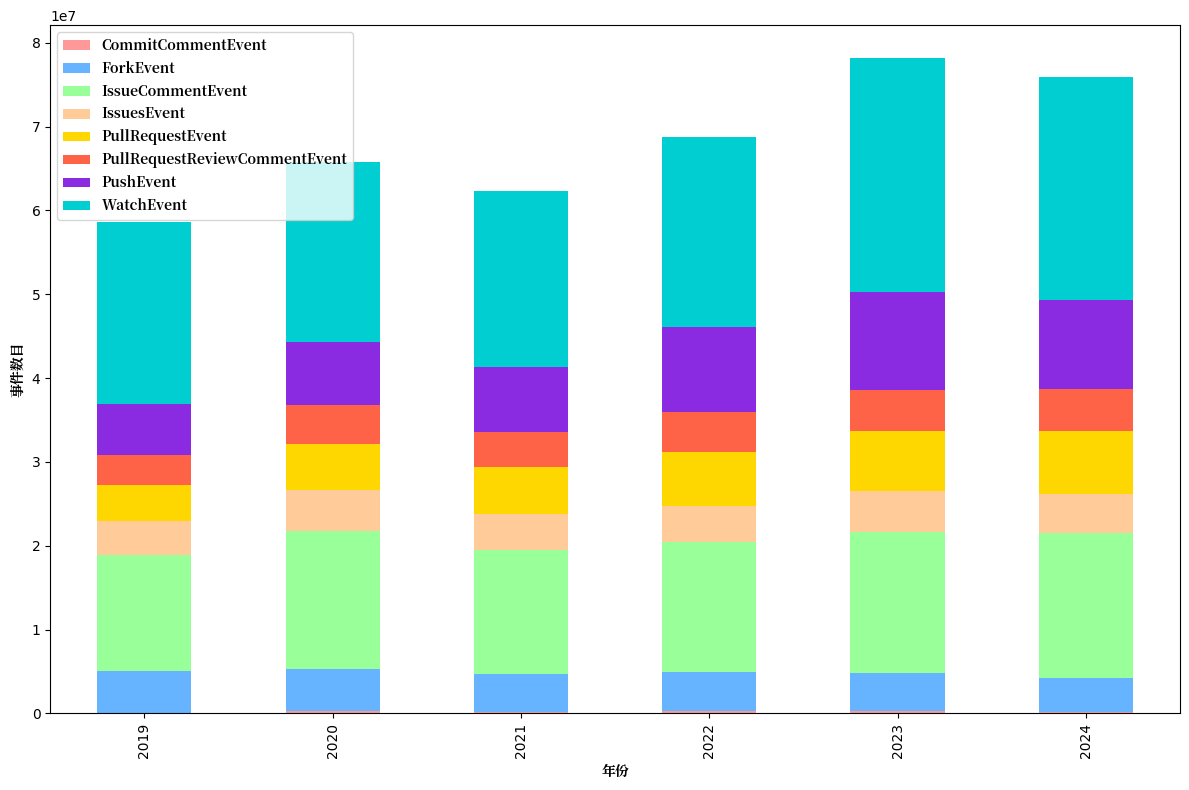 1e7
8
7
6
5
4
3
2
1
0
事件数目
CommitCommentEvent
ForkEvent
IssueCommentEvent
IssuesEvent
PullRequestEvent
PullRequestReviewCommentEvent
PushEvent
WatchEvent
2019
2020
2021
2022
2023
2024
年份